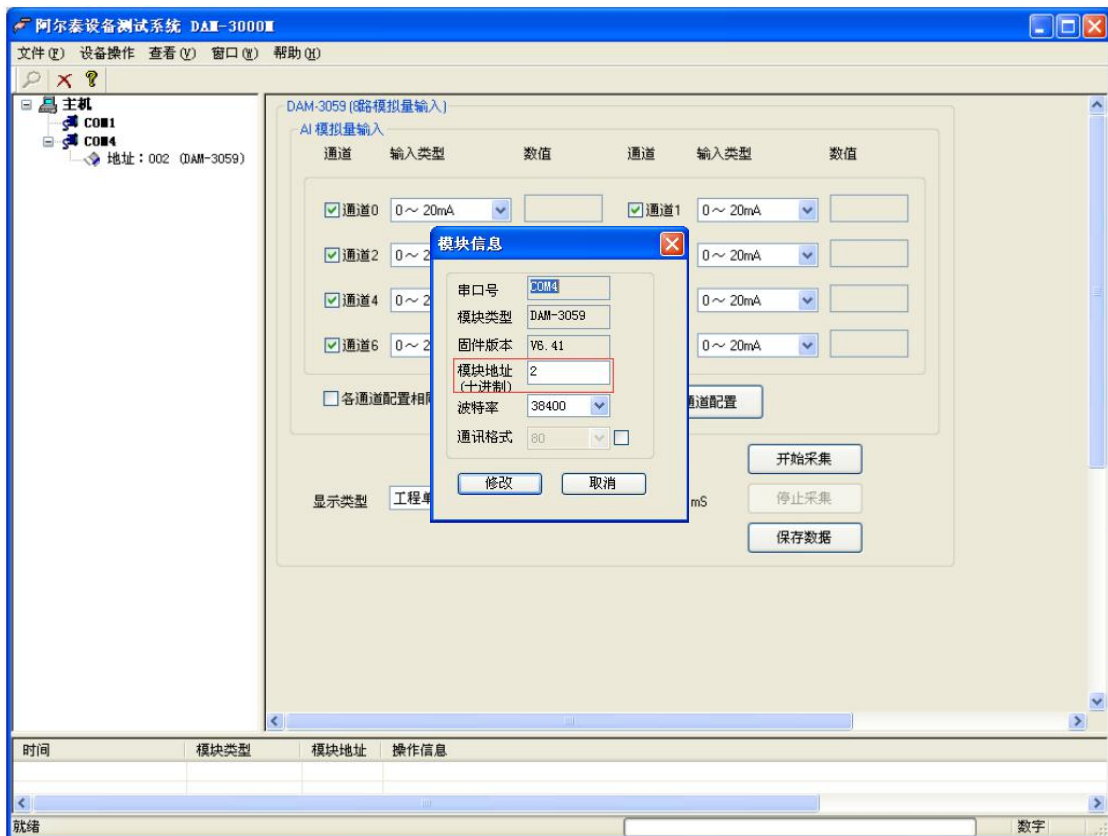 阿尔泰设备测试系统 DAM-3000M
文件(F) 设备操作 查看(V) 窗口(W) 帮助(H)
主机
COM1
COM4
地址：002 (DAM-3059)
DAM-3059(8路模拟量输入)
AI模拟量输入
通道 输入类型 数值 通道 输入类型 数值
通道0 0～20mA 通道1 0～20mA
通道2 0～2 0～20mA
通道4 0～2 0～20mA
通道6 0～2 0～20mA
各通道配置相同 通道配置
开始采集
显示类型 工程单 mS 停止采集
保存数据
模块信息
串口号 COM4
模块类型 DAM-3059
固件版本 V6.41
模块地址 2
(十进制)
波特率 38400
通讯格式 80
修改 取消
时间 模块类型 模块地址 操作信息
就绪 数字